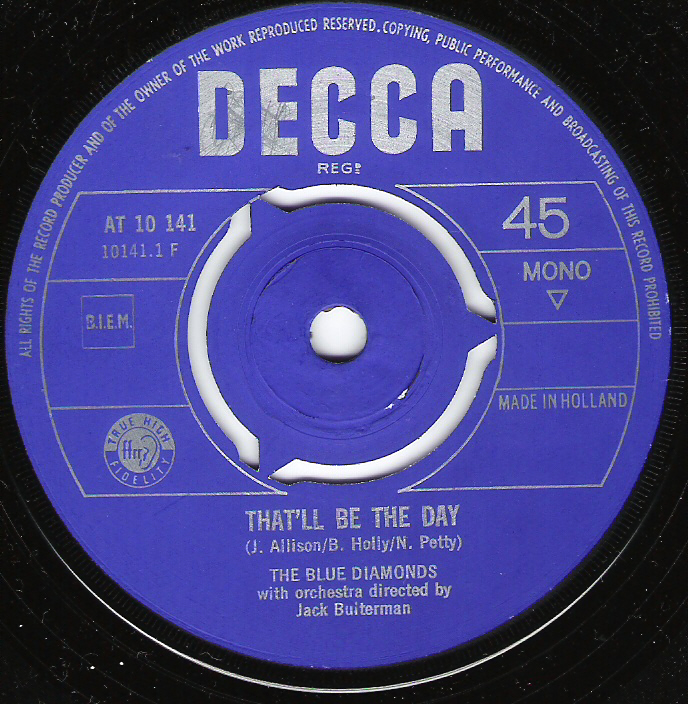 ALL RIGHTS OF THE RECORD PRODUCER AND OF THE OWNER OF THE WORK REPRODUCED RESERVED. COPYING, PUBLIC PERFORMANCE AND BROADCASTING OF THIS RECORD PROHIBITED
DECCA
REGD
AT 10 141
10141.1 F
45
MONO
B.I.E.M.
MADE IN HOLLAND
TRUE HIGH
ffrr
FIDELITY
THAT'LL BE THE DAY
(J. Allison/B. Holly/N. Petty)
THE BLUE DIAMONDS
with orchestra directed by
Jack Bulterman